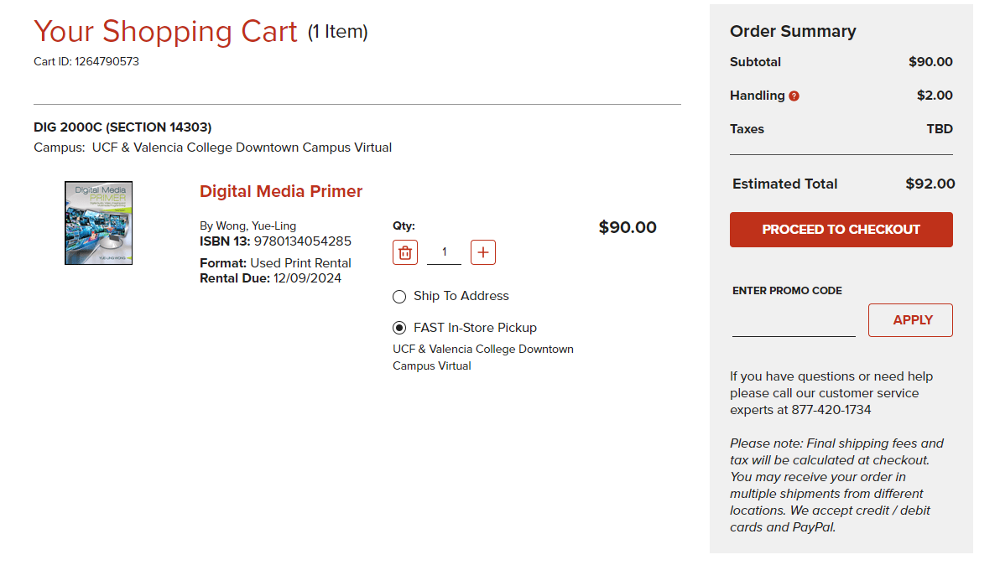 Your Shopping Cart (1 Item)
Cart ID: 1264790573
DIG 2000C (SECTION 14303)
Campus: UCF & Valencia College Downtown Campus Virtual
Digital Media
PRIMER
YUE-LING WONG
Digital Media Primer
By Wong, Yue-Ling
ISBN 13: 9780134054285
Format: Used Print Rental
Rental Due: 12/09/2024
Qty:
1
+
Ship To Address
FAST In-Store Pickup
UCF & Valencia College Downtown
Campus Virtual
$90.00
Order Summary
Subtotal $90.00
Handling ? $2.00
Taxes TBD
Estimated Total $92.00
PROCEED TO CHECKOUT
ENTER PROMO CODE
APPLY
If you have questions or need help
please call our customer service
experts at 877-420-1734
Please note: Final shipping fees and
tax will be calculated at checkout.
You may receive your order in
multiple shipments from different
locations. We accept credit / debit
cards and PayPal.